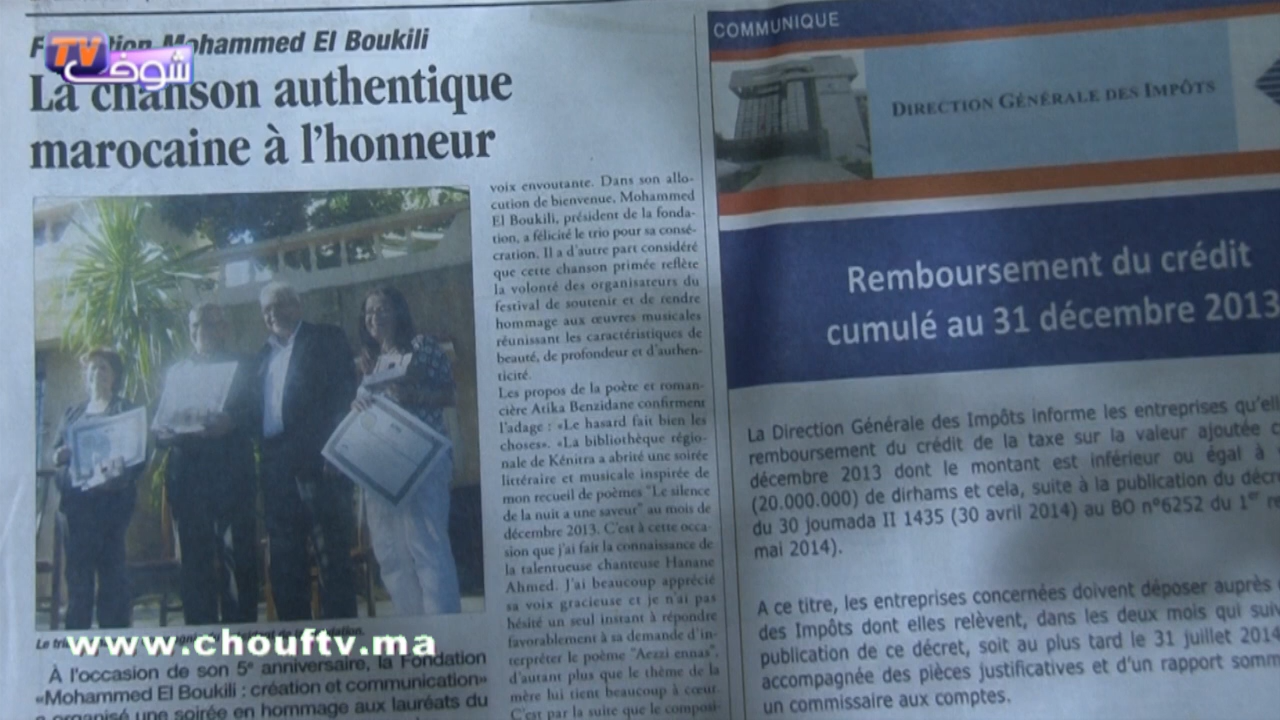 TV
شوف
Mohammed El Boukili
La chanson authentique
marocaine à l'honneur
www.chouftv.ma
À l'occasion de son 5e anniversaire, la Fondation
«Mohammed El Boukili : création et communication»
a organisé une soirée en hommage aux lauréats du
voix envoutante. Dans son allo-
cution de bienvenue, Mohammed
El Boukili, président de la fonda-
tion, a félicité le trio pour sa consé-
cration. Il a d'autre part considéré
que cette chanson primée reflète
la volonté des organisateurs du
festival de soutenir et de rendre
hommage aux œuvres musicales
réunissant les caractéristiques de
beauté, de profondeur et d'authen-
ticité.
Les propos de la poète et roman-
cière Atika Benzidane confirment
l'adage : «Le hasard fait bien les
choses». «La bibliothèque régio-
nale de Kénitra a abrité une soirée
littéraire et musicale inspirée de
mon recueil de poèmes "Le silence
de la nuit a une saveur" au mois de
décembre 2013. C'est à cette occa-
sion que j'ai fait la connaissance de
la talentueuse chanteuse Hanane
Ahmed. J'ai beaucoup apprécié
sa voix gracieuse et je n'ai pas
hésité un seul instant à répondre
favorablement à sa demande d'in-
terpréter le poème "Aezzi ennas",
d'autant plus que le thème de la
mère lui tient beaucoup à cœur.
C'est par la suite que le composi-
COMMUNIQUE
DIRECTION GÉNÉRALE DES IMPÔTS
Remboursement du crédit
cumulé au 31 décembre 2013
La Direction Générale des Impôts informe les entreprises qu'elle
remboursement du crédit de la taxe sur la valeur ajoutée
décembre 2013 dont le montant est inférieur ou égal à
(20.000.000) de dirhams et cela, suite à la publication du décre
du 30 joumada II 1435 (30 avril 2014) au BO n°6252 du 1er
mai 2014).
A ce titre, les entreprises concernées doivent déposer auprès
des Impôts dont elles relèvent, dans les deux mois qui suiv
publication de ce décret, soit au plus tard le 31 juillet 2014
accompagnée des pièces justificatives et d'un rapport somm
un commissaire aux comptes.